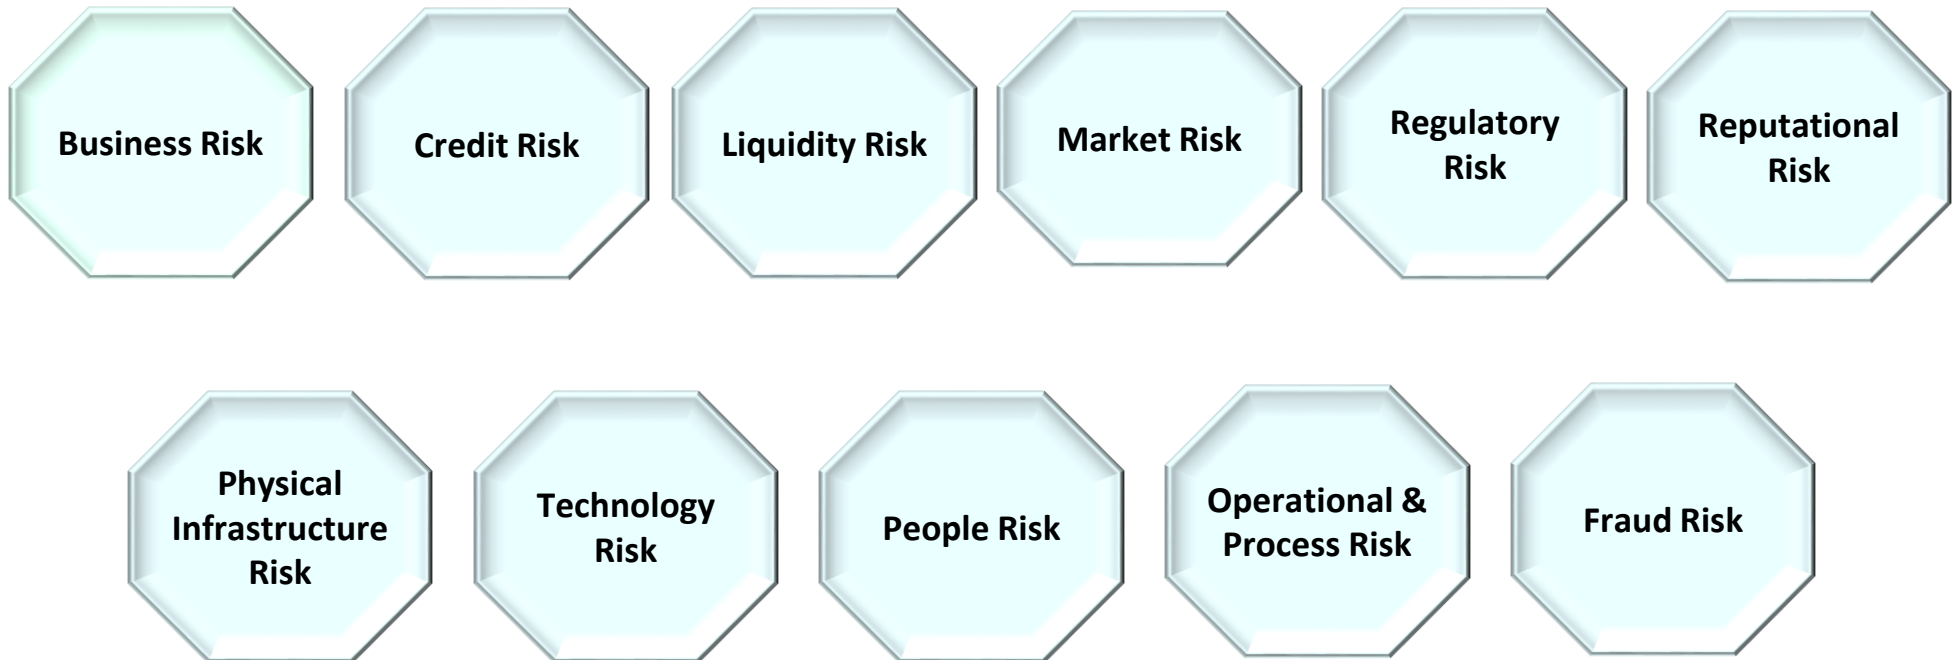 Business Risk
Credit Risk
Liquidity Risk
Market Risk
Regulatory
Risk
Reputational
Risk
Physical
Infrastructure
Risk
Technology
Risk
People Risk
Operational &
Process Risk
Fraud Risk